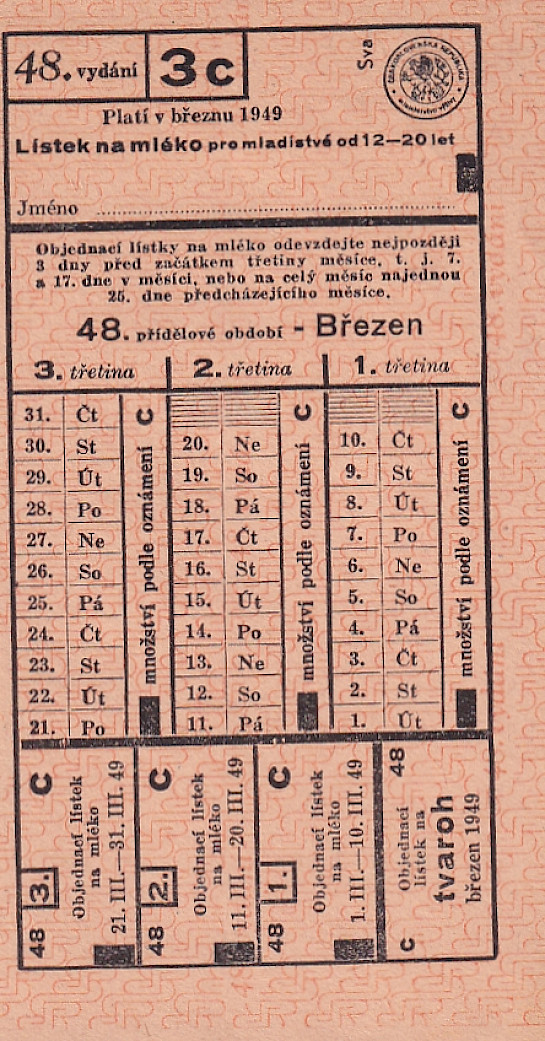 48. vydání
3c
Sva
ČESKOSLOVENSKÁ REPUBLIKA
Platí v březnu 1949
Lístek na mléko pro mladistvé od 12—20 let
Jméno
Objednací lístky na mléko odevzdejte nejpozději
3 dny před začátkem třetiny měsíce, t. j. 7.
a 17. dne v měsíci, nebo na celý měsíc najednou
25. dne předcházejícího měsíce.
48. přídělové období - Březen
3. třetina
2. třetina
1. třetina
31. Čt
30. St
29. Út
28. Po
27. Ne
26. So
25. Pá
24. Čt
23. St
22. Út
21. Po
množství podle oznámení C
20. Ne
19. So
18. Pá
17. Čt
16. St
15. Út
14. Po
13. Ne
12. So
11. Pá
množství podle oznámení C
10. Čt
9. St
8. Út
7. Po
6. Ne
5. So
4. Pá
3. Čt
2. St
1. Út
množství podle oznámení C
48 3. C
Objednací lístek
na mléko
21. III.—31. III. 49
48 2. C
Objednací lístek
na mléko
11. III.—20. III. 49
48 1. C
Objednací lístek
na mléko
1. III.—10. III. 49
C 48
Objednací
lístek na
tvaroh
březen 1949